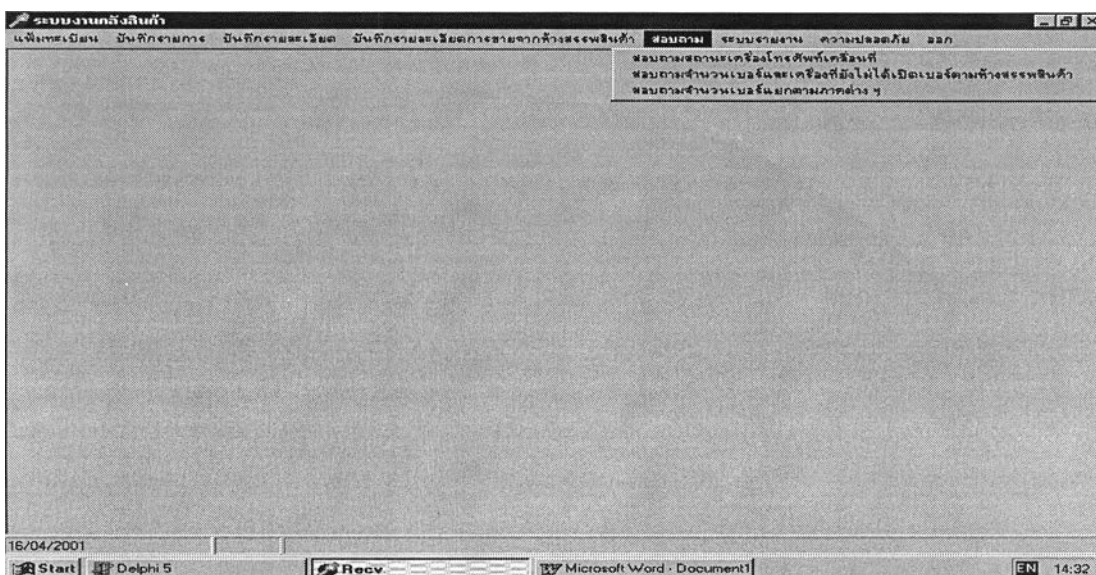 ระบบงานคลังสินค้า
แฟ้มทะเบียน บันทึกรายการ บันทึกรายละเอียด บันทึกรายละเอียดการขายจากห้างสรรพสินค้า สอบถาม ระบบรายงาน ความปลอดภัย ออก
สอบถามสถานะเครื่องโทรศัพท์เคลื่อนที่
สอบถามจำนวนเบอร์และเครื่องที่ยังไม่ได้เปิดเบอร์ตามห้างสรรพสินค้า
สอบถามจำนวนเบอร์แยกตามภาคต่าง ๆ
16/04/2001
Start Delphi 5 Recv Microsoft Word - Document1 EN 14:32